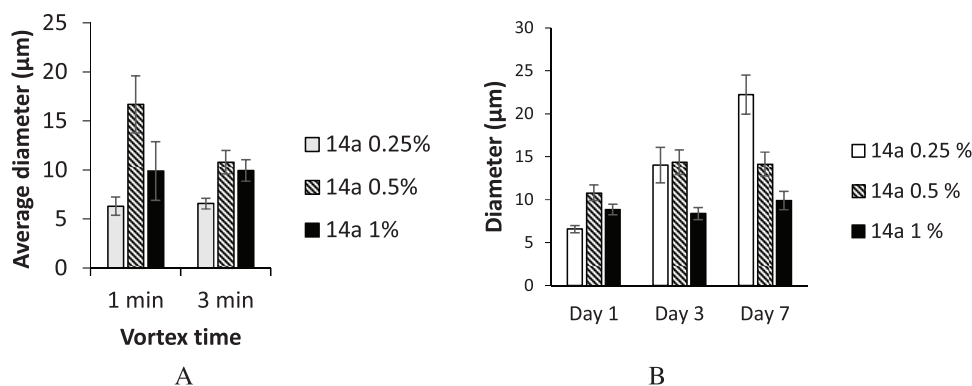 Average diameter (µm)
25
20
15
10
5
0
1 min
3 min
Vortex time
14a 0.25%
14a 0.5%
14a 1%
A
Diameter (µm)
30
25
20
15
10
5
0
Day 1
Day 3
Day 7
14a 0.25 %
14a 0.5 %
14a 1 %
B